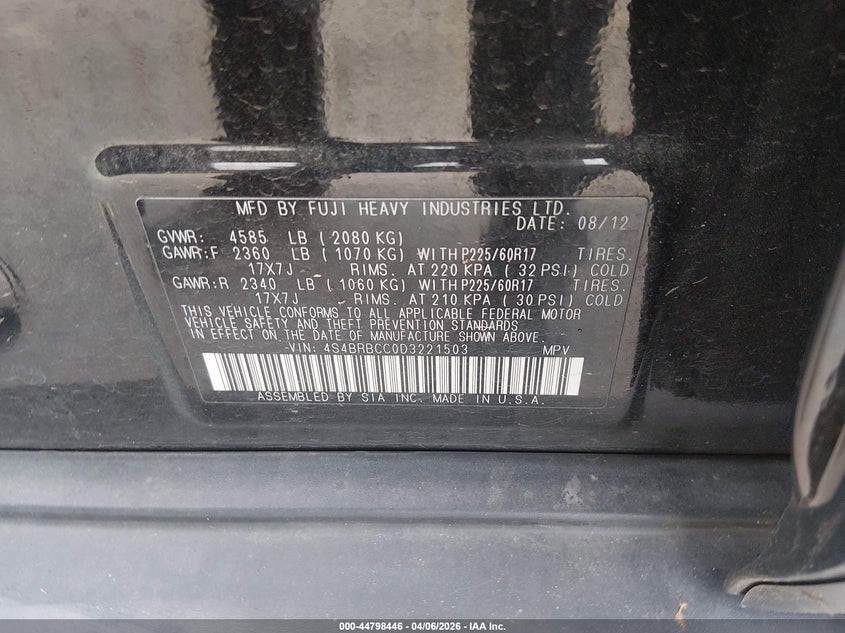 MFD BY FUJI HEAVY INDUSTRIES LTD.
DATE: 08/12
GVWR: 4585 LB ( 2080 KG)
GAWR:F 2360 LB ( 1070 KG) WITH P225/60R17 TIRES.
17X7J RIMS. AT 220 KPA ( 32 PSI) COLD
GAWR:R 2340 LB ( 1060 KG) WITH P225/60R17 TIRES.
17X7J RIMS. AT 210 KPA ( 30 PSI) COLD
THIS VEHICLE CONFORMS TO ALL APPLICABLE FEDERAL MOTOR
VEHICLE SAFETY AND THEFT PREVENTION STANDARDS
IN EFFECT ON THE DATE OF MANUFACTURE SHOWN ABOVE.
VIN: 4S4BRBCC0D3221503 MPV
ASSEMBLED BY SIA INC. MADE IN U.S.A.
000-44798446 - 04/06/2026 - IAA Inc.